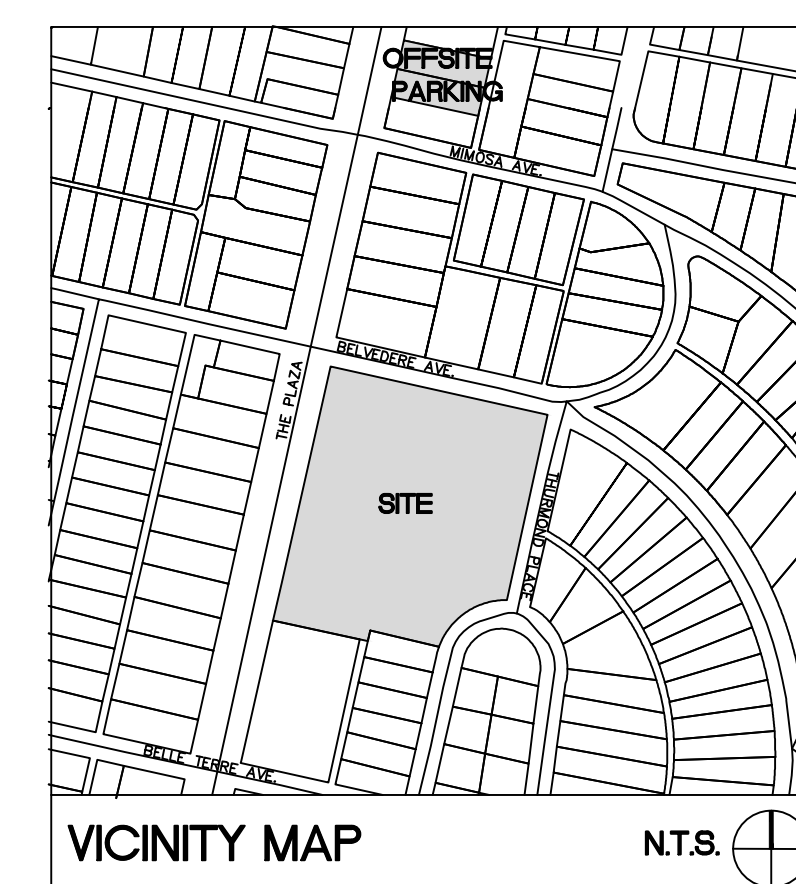 OFFSITE
PARKING
MIMOSA AVE.
BELVEDERE AVE.
THE PLAZA
SITE
THURMOND PLACE
BELLE TERRE AVE.
VICINITY MAP
N.T.S.